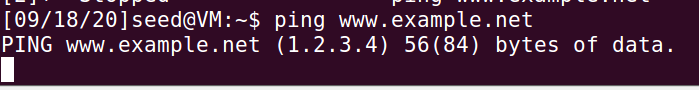 [09/18/20]seed@VM:~$ ping www.example.net
PING www.example.net (1.2.3.4) 56(84) bytes of data.